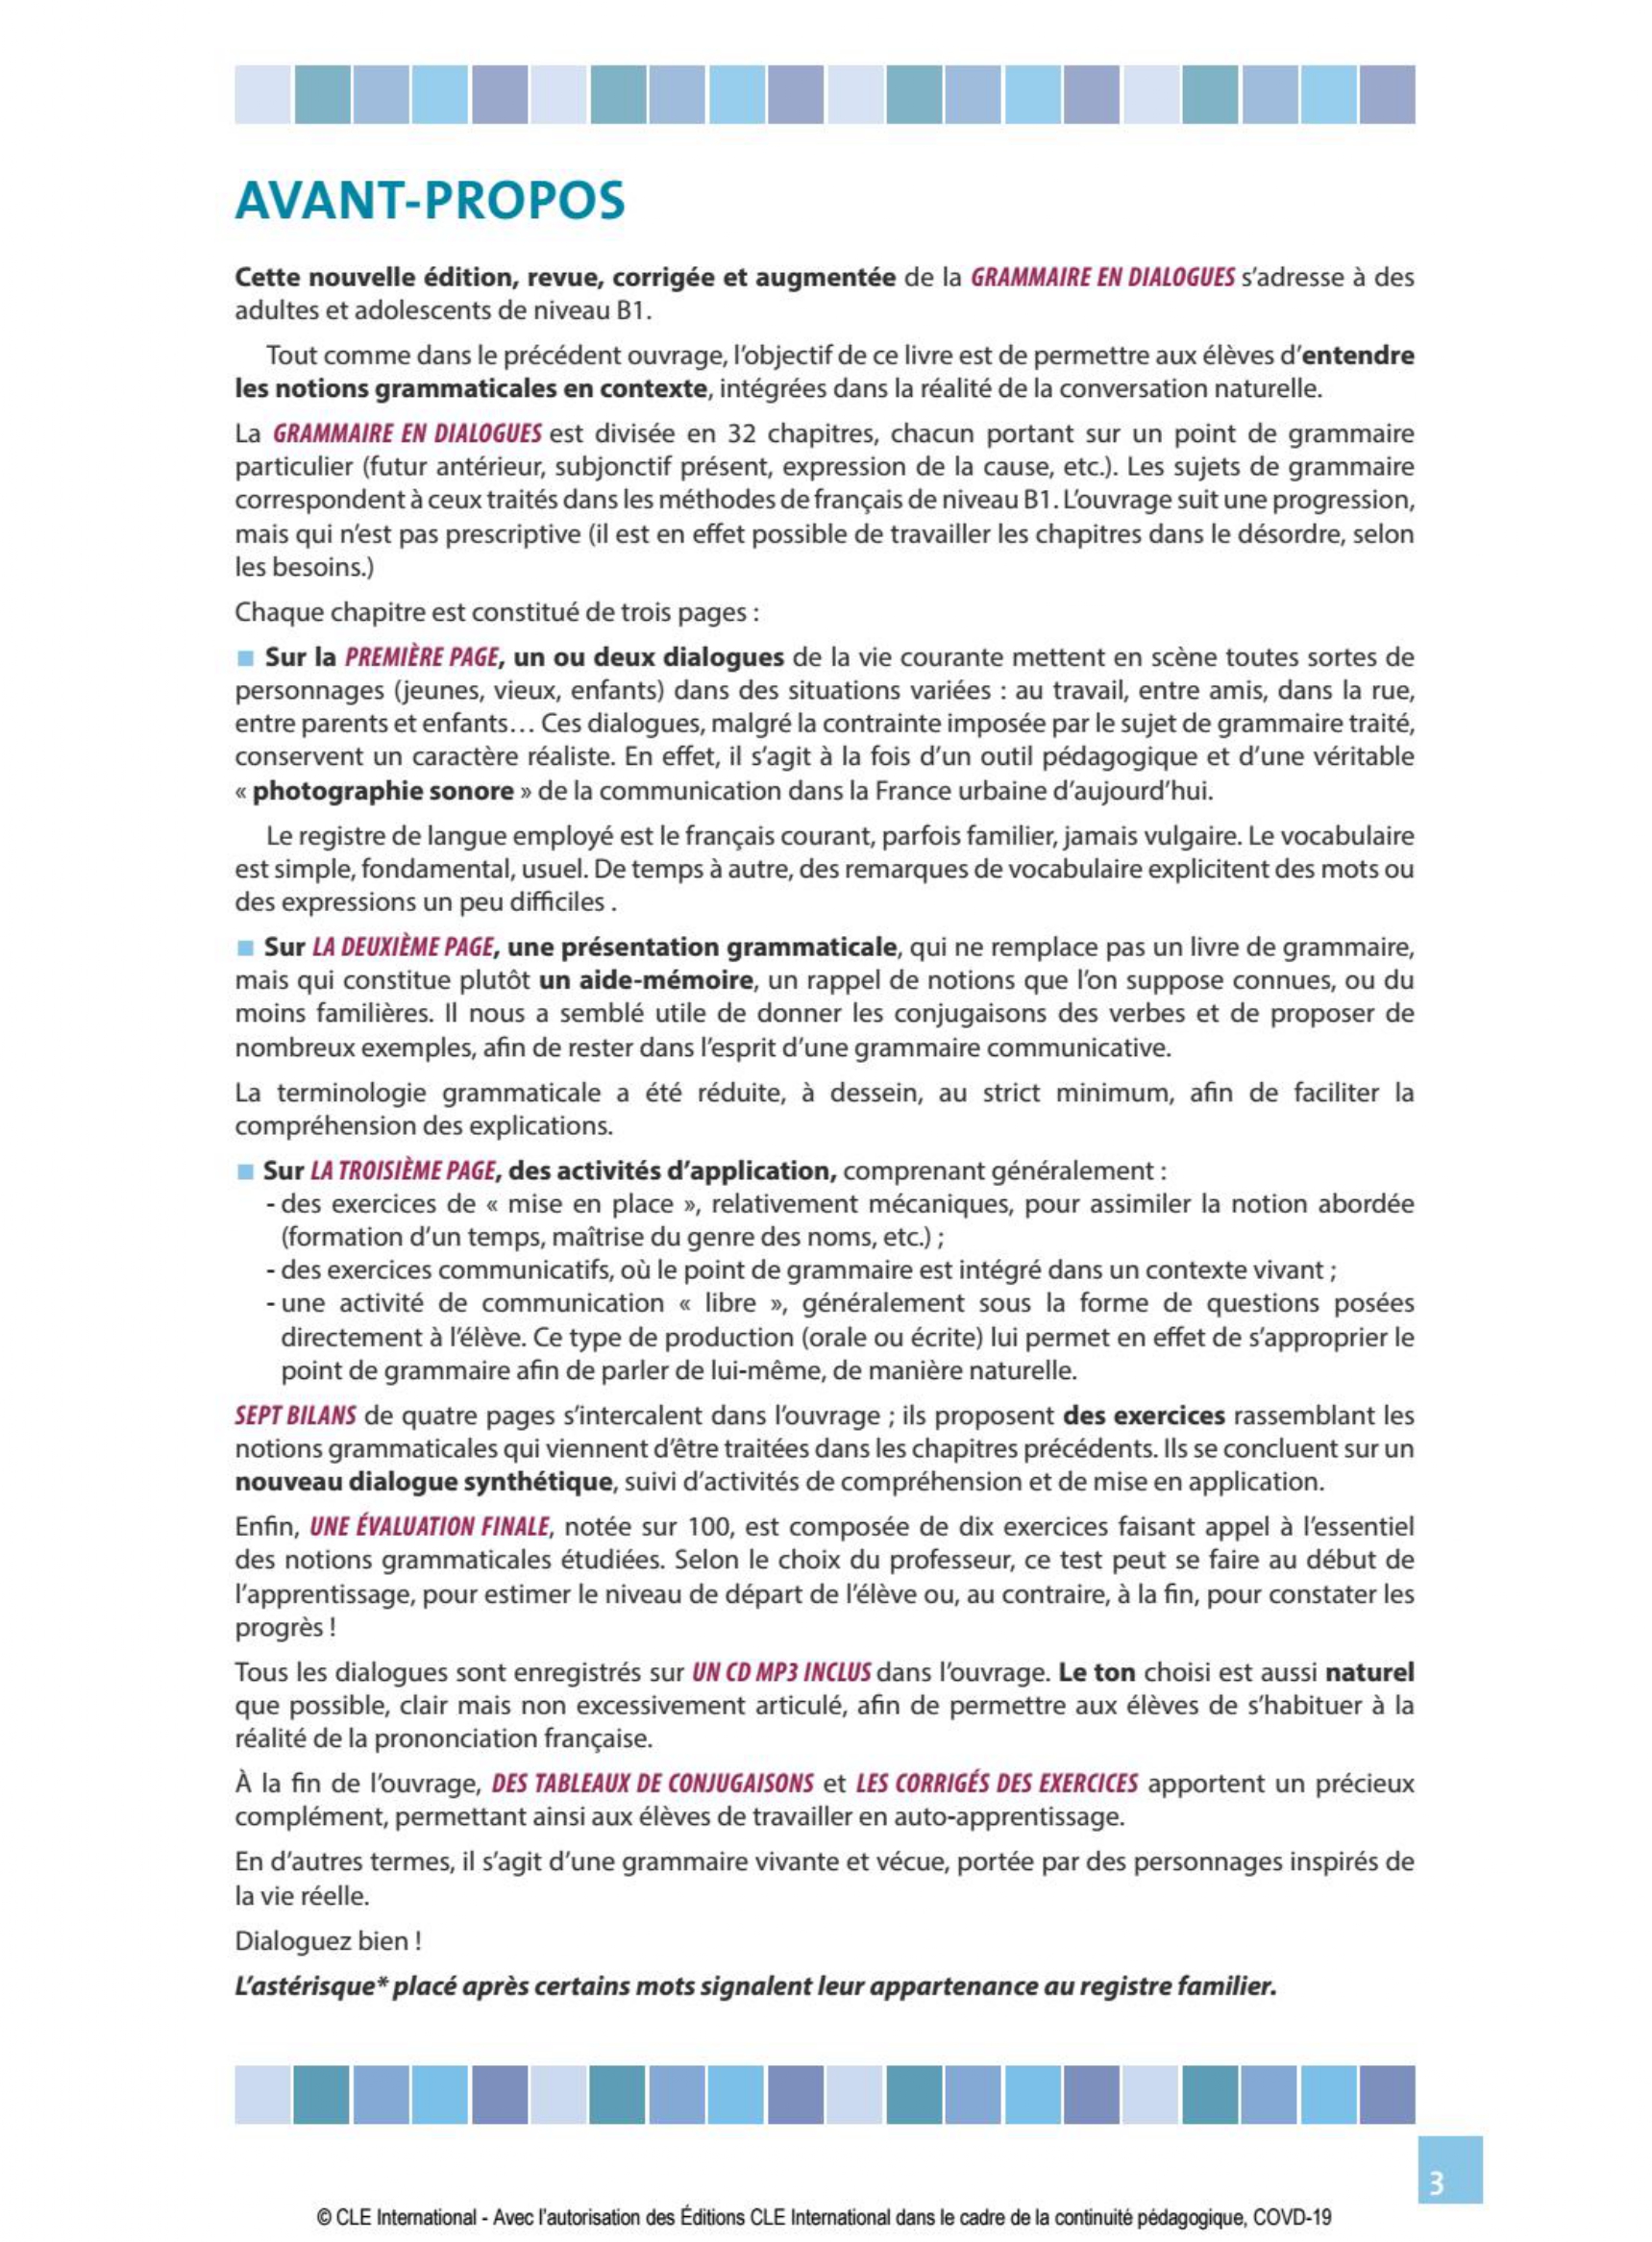 AVANT-PROPOS
Cette nouvelle édition, revue, corrigée et augmentée de la GRAMMAIRE EN DIALOGUES s'adresse à des
adultes et adolescents de niveau B1.
Tout comme dans le précédent ouvrage, l'objectif de ce livre est de permettre aux élèves d'entendre
les notions grammaticales en contexte, intégrées dans la réalité de la conversation naturelle.
La GRAMMAIRE EN DIALOGUES est divisée en 32 chapitres, chacun portant sur un point de grammaire
particulier (futur antérieur, subjonctif présent, expression de la cause, etc.). Les sujets de grammaire
correspondent à ceux traités dans les méthodes de français de niveau B1. L'ouvrage suit une progression,
mais qui n'est pas prescriptive (il est en effet possible de travailler les chapitres dans le désordre, selon
les besoins.)
Chaque chapitre est constitué de trois pages :
■ Sur la PREMIÈRE PAGE, un ou deux dialogues de la vie courante mettent en scène toutes sortes de
personnages (jeunes, vieux, enfants) dans des situations variées : au travail, entre amis, dans la rue,
entre parents et enfants… Ces dialogues, malgré la contrainte imposée par le sujet de grammaire traité,
conservent un caractère réaliste. En effet, il s'agit à la fois d'un outil pédagogique et d'une véritable
« photographie sonore » de la communication dans la France urbaine d'aujourd'hui.
Le registre de langue employé est le français courant, parfois familier, jamais vulgaire. Le vocabulaire
est simple, fondamental, usuel. De temps à autre, des remarques de vocabulaire explicitent des mots ou
des expressions un peu difficiles .
■ Sur LA DEUXIÈME PAGE, une présentation grammaticale, qui ne remplace pas un livre de grammaire,
mais qui constitue plutôt un aide-mémoire, un rappel de notions que l'on suppose connues, ou du
moins familières. Il nous a semblé utile de donner les conjugaisons des verbes et de proposer de
nombreux exemples, afin de rester dans l'esprit d'une grammaire communicative.
La terminologie grammaticale a été réduite, à dessein, au strict minimum, afin de faciliter la
compréhension des explications.
■ Sur LA TROISIÈME PAGE, des activités d'application, comprenant généralement :
- des exercices de « mise en place », relativement mécaniques, pour assimiler la notion abordée
(formation d'un temps, maîtrise du genre des noms, etc.) ;
- des exercices communicatifs, où le point de grammaire est intégré dans un contexte vivant ;
- une activité de communication « libre », généralement sous la forme de questions posées
directement à l'élève. Ce type de production (orale ou écrite) lui permet en effet de s'approprier le
point de grammaire afin de parler de lui-même, de manière naturelle.
SEPT BILANS de quatre pages s'intercalent dans l'ouvrage ; ils proposent des exercices rassemblant les
notions grammaticales qui viennent d'être traitées dans les chapitres précédents. Ils se concluent sur un
nouveau dialogue synthétique, suivi d'activités de compréhension et de mise en application.
Enfin, UNE ÉVALUATION FINALE, notée sur 100, est composée de dix exercices faisant appel à l'essentiel
des notions grammaticales étudiées. Selon le choix du professeur, ce test peut se faire au début de
l'apprentissage, pour estimer le niveau de départ de l'élève ou, au contraire, à la fin, pour constater les
progrès !
Tous les dialogues sont enregistrés sur UN CD MP3 INCLUS dans l'ouvrage. Le ton choisi est aussi naturel
que possible, clair mais non excessivement articulé, afin de permettre aux élèves de s'habituer à la
réalité de la prononciation française.
À la fin de l'ouvrage, DES TABLEAUX DE CONJUGAISONS et LES CORRIGÉS DES EXERCICES apportent un précieux
complément, permettant ainsi aux élèves de travailler en auto-apprentissage.
En d'autres termes, il s'agit d'une grammaire vivante et vécue, portée par des personnages inspirés de
la vie réelle.
Dialoguez bien !
L'astérisque* placé après certains mots signalent leur appartenance au registre familier.
3
© CLE International - Avec l'autorisation des Éditions CLE International dans le cadre de la continuité pédagogique, COVD-19